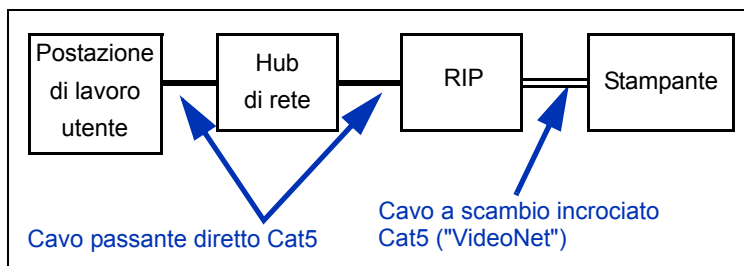 Postazione
di lavoro
utente
Hub
di rete
RIP
Stampante
Cavo passante diretto Cat5
Cavo a scambio incrociato
Cat5 ("VideoNet")